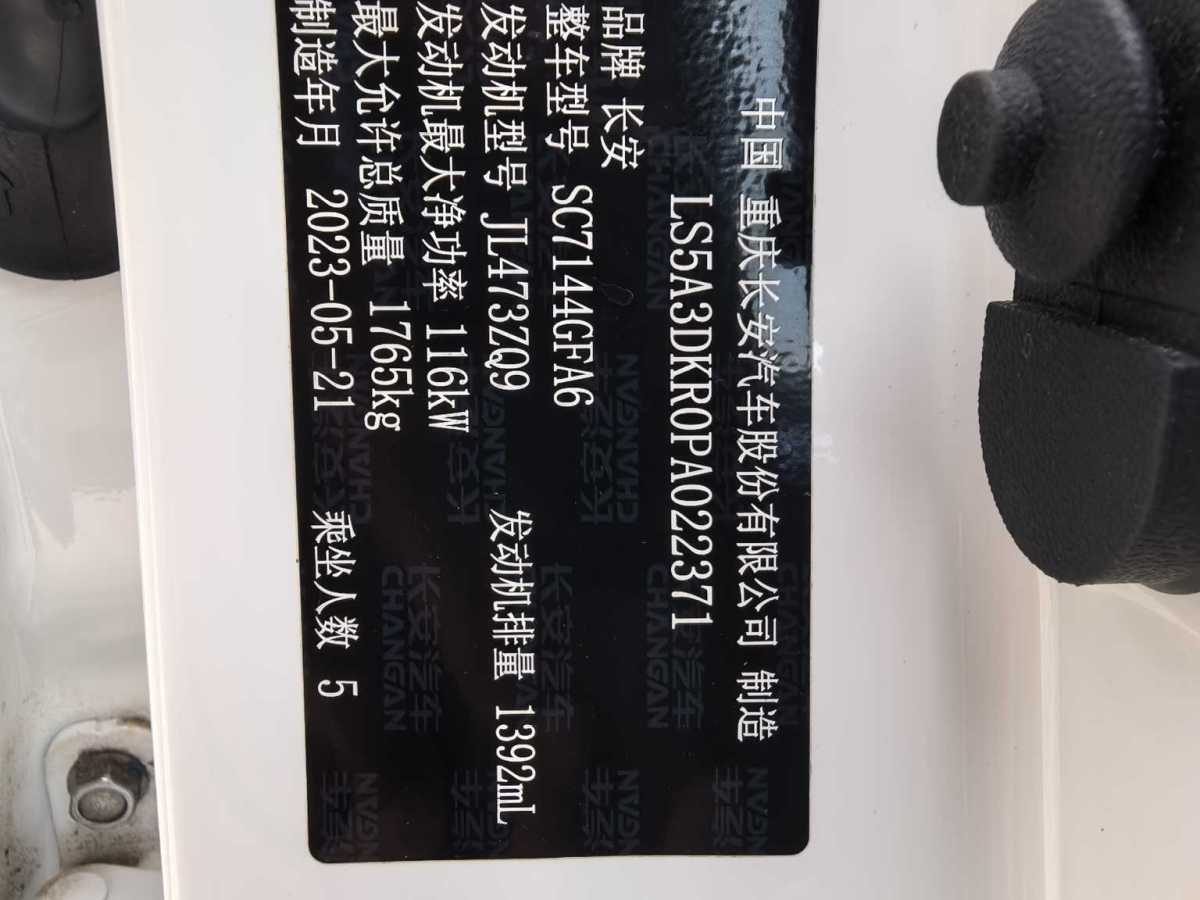 中国 重庆长安汽车股份有限公司 制造
LS5A3DKR0PA022371
品牌 长安
整车型号 SC7144GFA6
发动机型号 JL473ZQ9 发动机排量 1392mL
发动机最大净功率 116kW
最大允许总质量 1765kg
制造年月 2023-05-21 乘坐人数 5